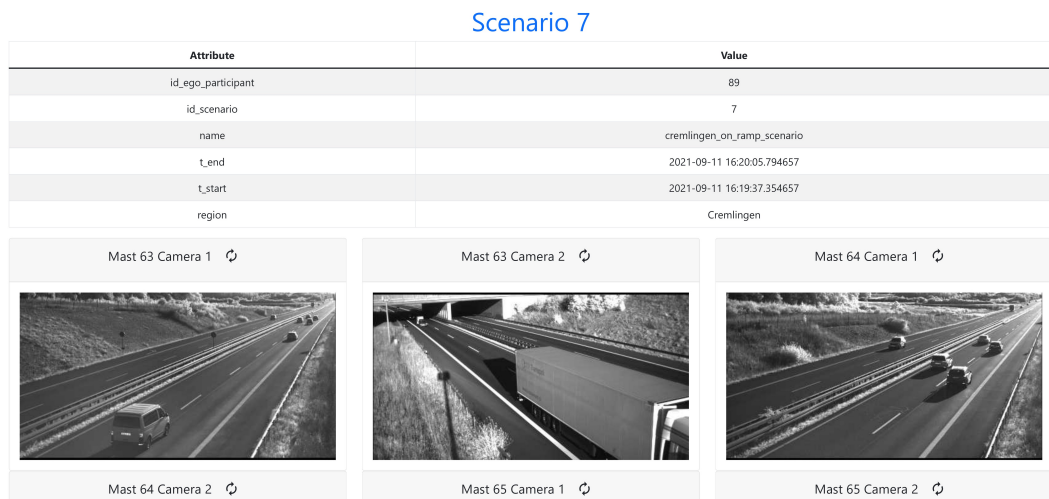 Scenario 7
Attribute Value
id_ego_participant 89
id_scenario 7
name cremlingen_on_ramp_scenario
t_end 2021-09-11 16:20:05.794657
t_start 2021-09-11 16:19:37.354657
region Cremlingen
Mast 63 Camera 1 Mast 63 Camera 2 Mast 64 Camera 1
Mast 64 Camera 2 Mast 65 Camera 1 Mast 65 Camera 2